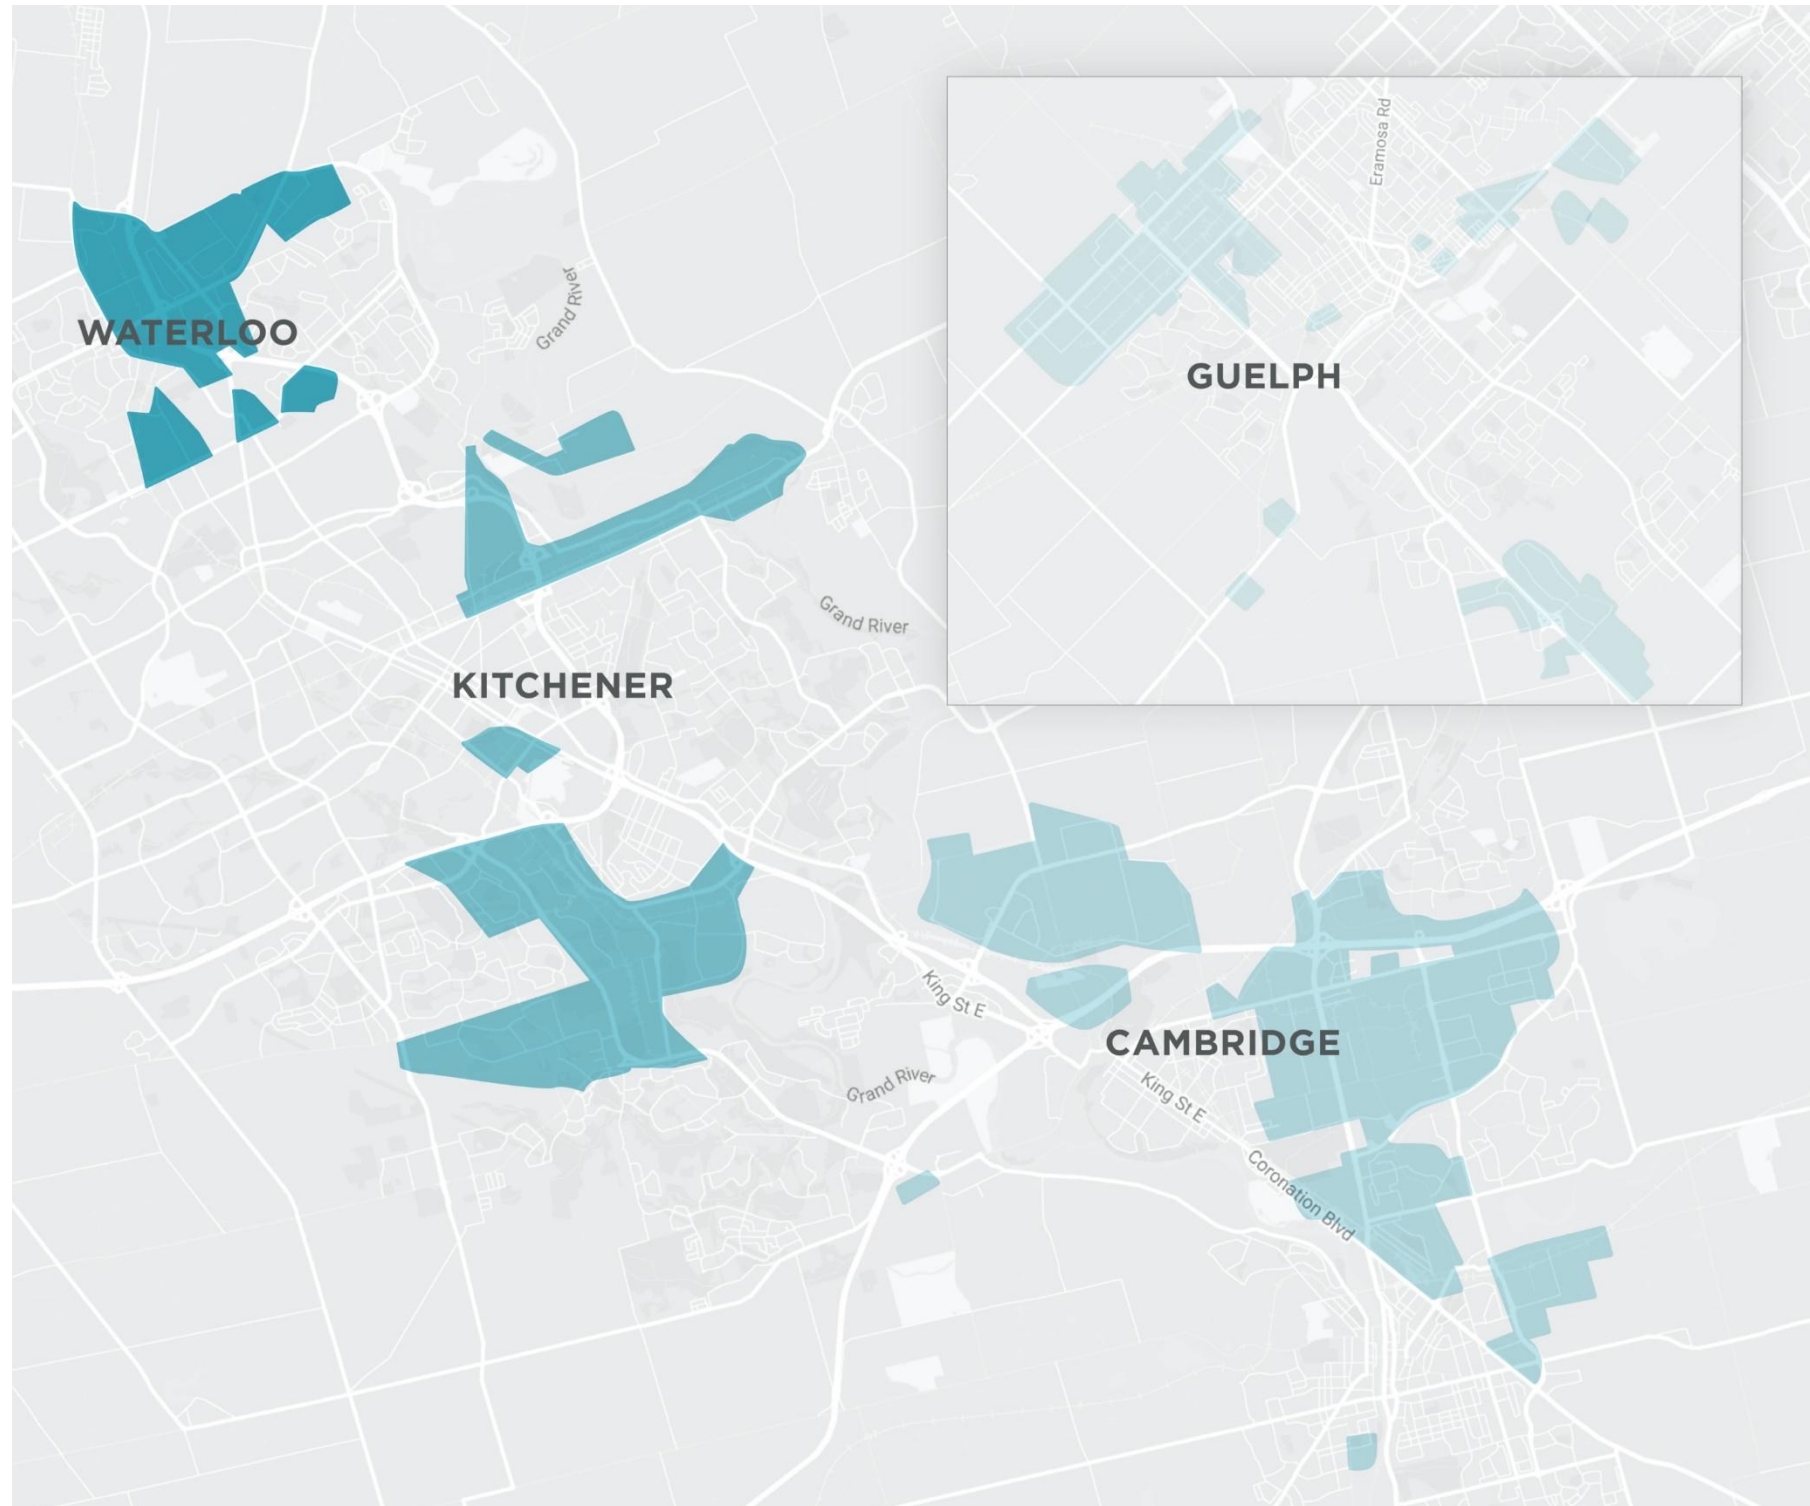 Eramosa Rd
Grand River
WATERLOO
GUELPH
Grand River
KITCHENER
King St E
CAMBRIDGE
Grand River
King St E
Coronation Blvd